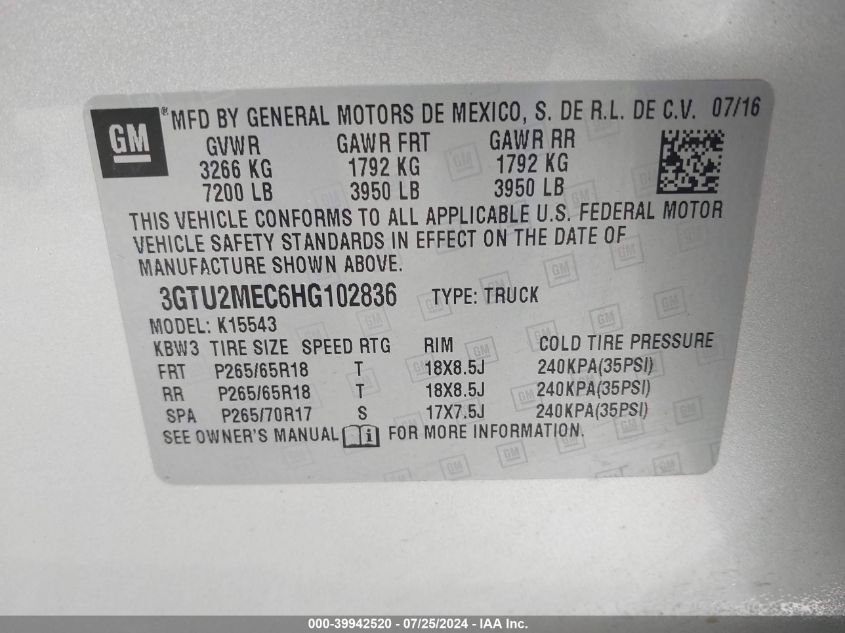 GM ® MFD BY GENERAL MOTORS DE MEXICO, S. DE R.L. DE C.V. 07/16
GVWR GAWR FRT GAWR RR
3266 KG 1792 KG 1792 KG
7200 LB 3950 LB 3950 LB
THIS VEHICLE CONFORMS TO ALL APPLICABLE U.S. FEDERAL MOTOR
VEHICLE SAFETY STANDARDS IN EFFECT ON THE DATE OF
MANUFACTURE SHOWN ABOVE.
3GTU2MEC6HG102836 TYPE: TRUCK
MODEL: K15543
KBW3 TIRE SIZE SPEED RTG RIM COLD TIRE PRESSURE
FRT P265/65R18 T 18X8.5J 240KPA(35PSI)
RR P265/65R18 T 18X8.5J 240KPA(35PSI)
SPA P265/70R17 S 17X7.5J 240KPA(35PSI)
SEE OWNER'S MANUAL i FOR MORE INFORMATION.
000-39942520 - 07/25/2024 - IAA Inc.